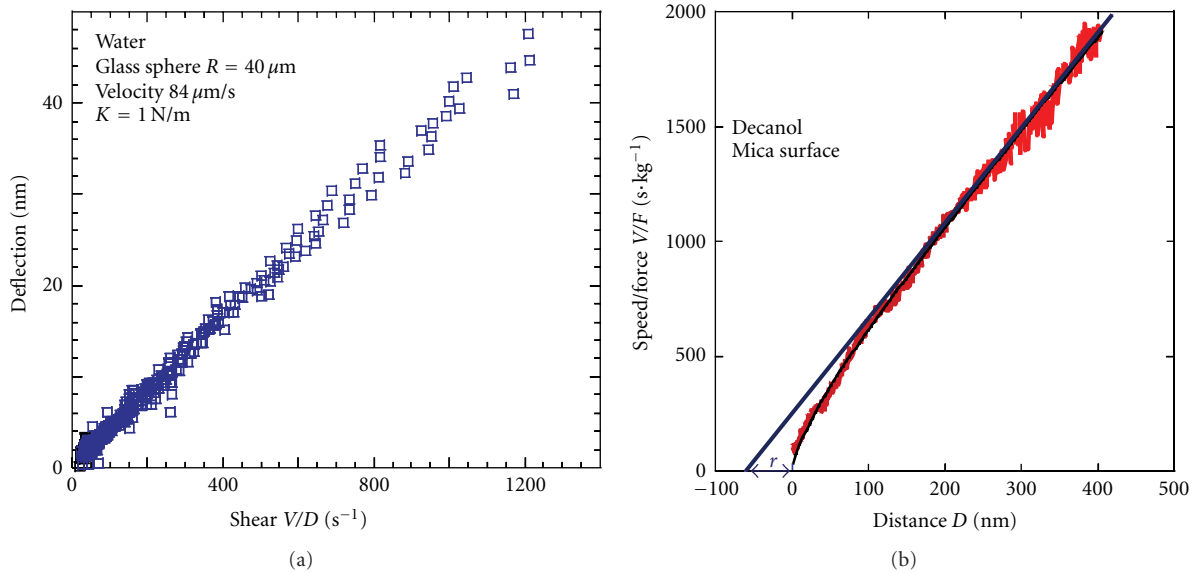 Water
Glass sphere R = 40 μm
Velocity 84 μm/s
K = 1 N/m
Deflection (nm)
40
20
0
0 400 800 1200
Shear V/D (s⁻¹)
(a)
2000
1500
1000
500
0
Decanol
Mica surface
Speed/force V/F (s·kg⁻¹)
r
−100 0 100 200 300 400 500
Distance D (nm)
(b)